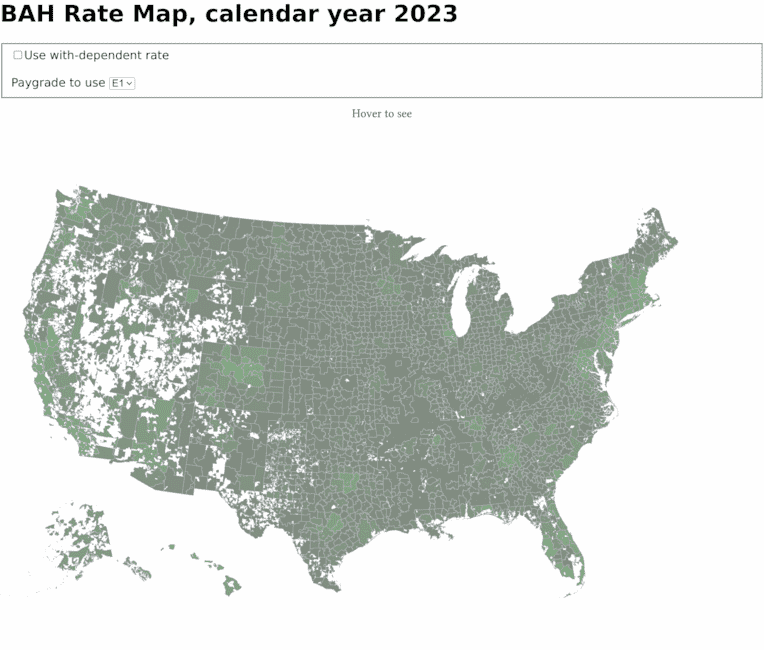 BAH Rate Map, calendar year 2023
Use with-dependent rate
Paygrade to use E1
Hover to see